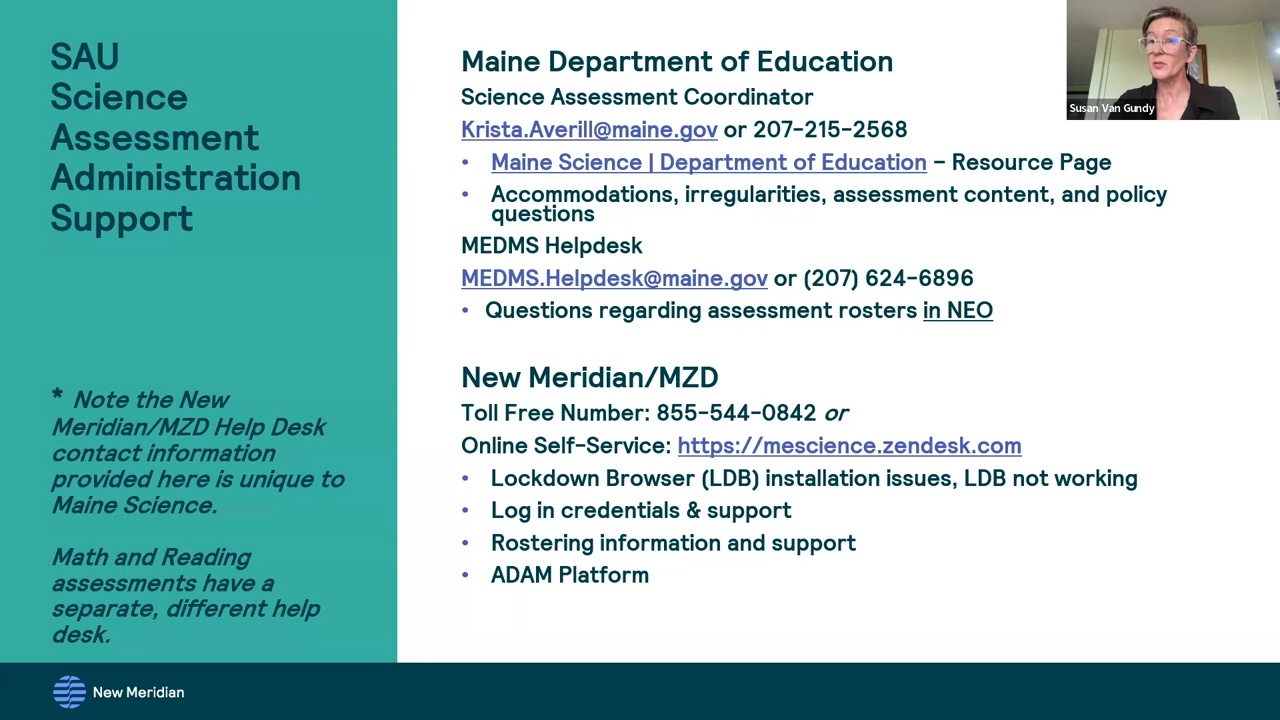 SAU
Science
Assessment
Administration
Support
* Note the New
Meridian/MZD Help Desk
contact information
provided here is unique to
Maine Science.
Math and Reading
assessments have a
separate, different help
desk.
Maine Department of Education
Science Assessment Coordinator
Krista.Averill@maine.gov or 207-215-2568
• Maine Science | Department of Education – Resource Page
• Accommodations, irregularities, assessment content, and policy
questions
MEDMS Helpdesk
MEDMS.Helpdesk@maine.gov or (207) 624-6896
• Questions regarding assessment rosters in NEO
New Meridian/MZD
Toll Free Number: 855-544-0842 or
Online Self-Service: https://mescience.zendesk.com
• Lockdown Browser (LDB) installation issues, LDB not working
• Log in credentials & support
• Rostering information and support
• ADAM Platform
Susan Van Gundy
New Meridian